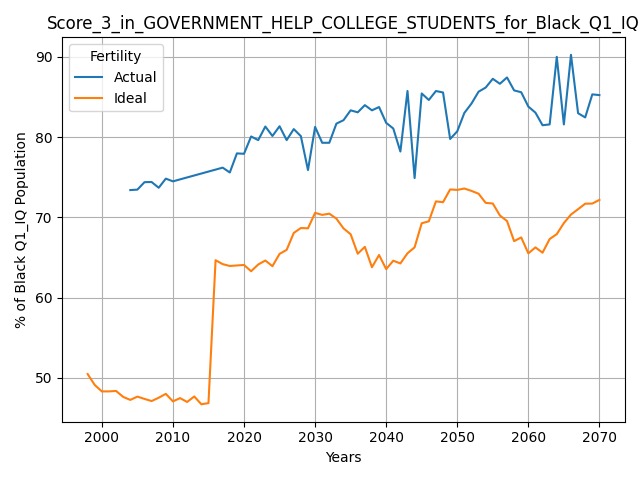 Score_3_in_GOVERNMENT_HELP_COLLEGE_STUDENTS_for_Black_Q1_IQ
Fertility
Actual
Ideal
% of Black Q1_IQ Population
90
80
70
60
50
2000 2010 2020 2030 2040 2050 2060 2070
Years